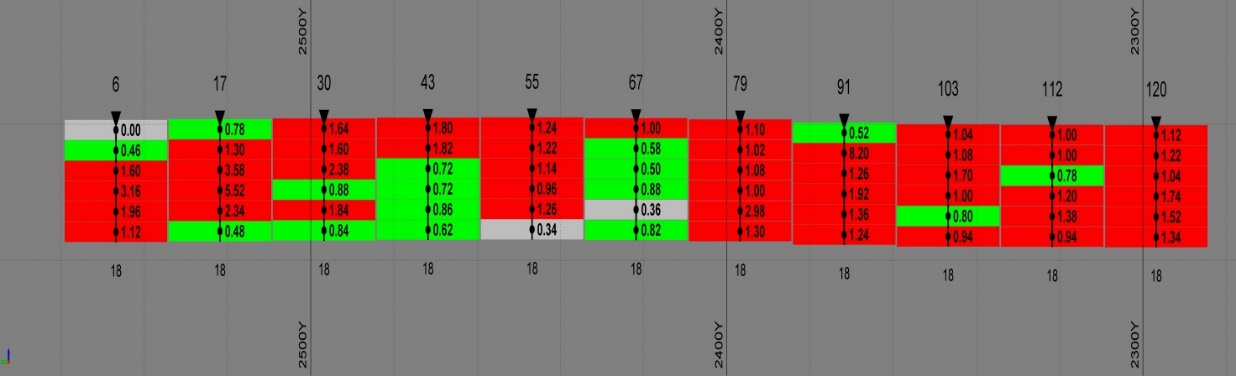 2500Y 2400Y 2300Y
6 17 30 43 55 67 79 91 103 112 120
0.00 0.78 1.64 1.80 1.24 1.00 1.10 0.52 1.04 1.00 1.12
0.46 1.30 1.60 1.82 1.22 0.58 1.02 8.20 1.08 1.00 1.22
1.60 3.58 2.38 0.72 1.14 0.50 1.08 1.26 1.70 0.78 1.04
3.16 5.52 0.88 0.72 0.96 0.88 1.00 1.92 1.00 1.20 1.74
1.96 2.34 1.84 0.86 1.26 0.36 2.98 1.36 0.80 1.38 1.52
1.12 0.48 0.84 0.62 0.34 0.82 1.30 1.24 0.94 0.94 1.34
18 18 18 18 18 18 18 18 18 18 18
2500Y 2400Y 2300Y